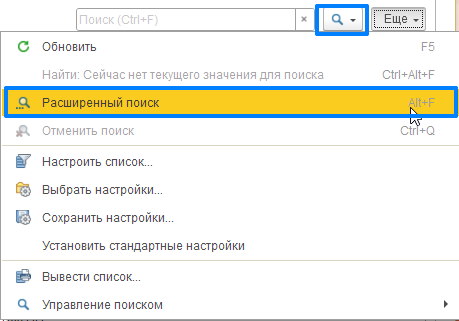 Поиск (Ctrl+F) × Еще
Обновить F5
Найти: Сейчас нет текущего значения для поиска Ctrl+Alt+F
Расширенный поиск Alt+F
Отменить поиск Ctrl+Q
Настроить список...
Выбрать настройки...
Сохранить настройки...
Установить стандартные настройки
Вывести список...
Управление поиском